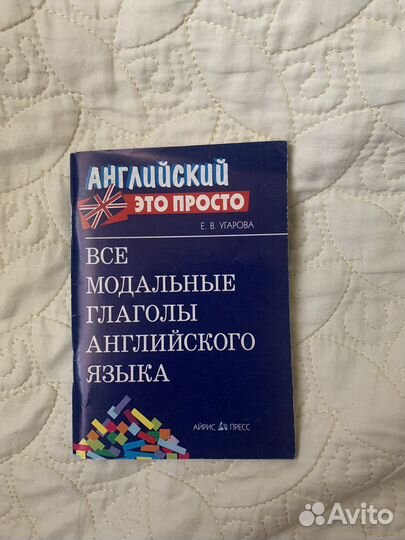 АНГЛИЙСКИЙ
ЭТО ПРОСТО
Е. В. УГАРОВА
ВСЕ
МОДАЛЬНЫЕ
ГЛАГОЛЫ
АНГЛИЙСКОГО
ЯЗЫКА
АЙРИС ПРЕСС
Avito